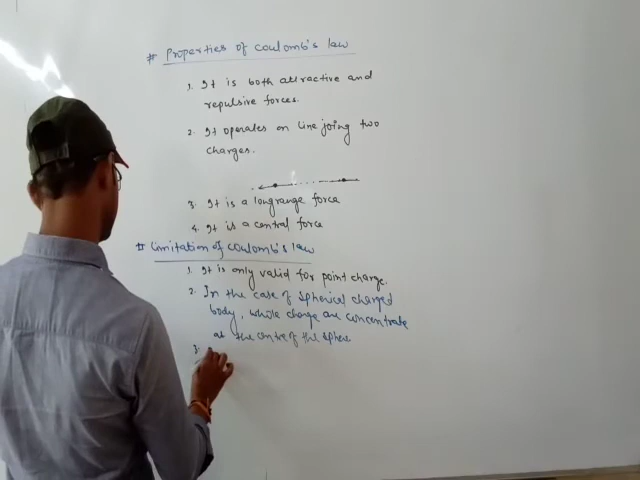 # Properties of Coulomb's law
1. It is both attractive and
repulsive forces.
2. It operates on line joing two
charges.
3. It is a longrange force
4. It is a central force
# Limitation of Coulomb's law
1. It is only valid for point charge.
2. In the case of spherical charged
body, whole charge are concentrate
at the centre of the sphere
3.